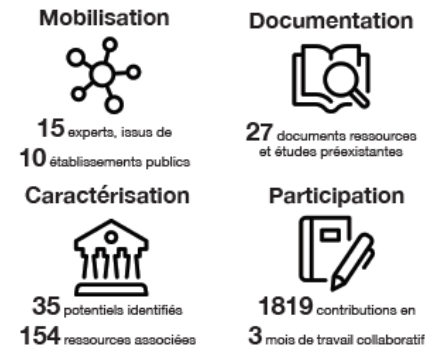 Mobilisation
15 experts, issus de
10 établissements publics
Documentation
27 documents ressources
et études préexistantes
Caractérisation
35 potentiels identifiés
154 ressources associées
Participation
1819 contributions en
3 mois de travail collaboratif